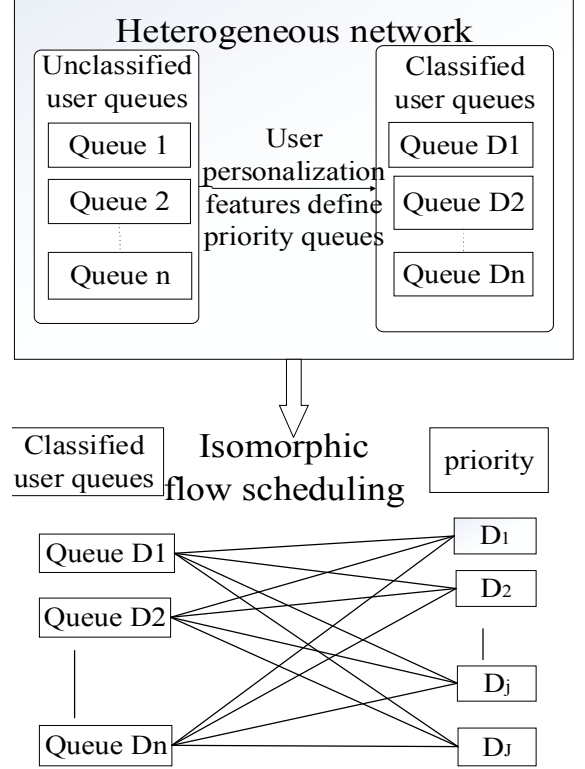 Heterogeneous network
Unclassified
user queues
Queue 1
Queue 2
Queue n
User
personalization
features define
priority queues
Classified
user queues
Queue D1
Queue D2
Queue Dn
Classified
user queues
Isomorphic
flow scheduling
priority
Queue D1
Queue D2
Queue Dn
D1
D2
Dj
DJ